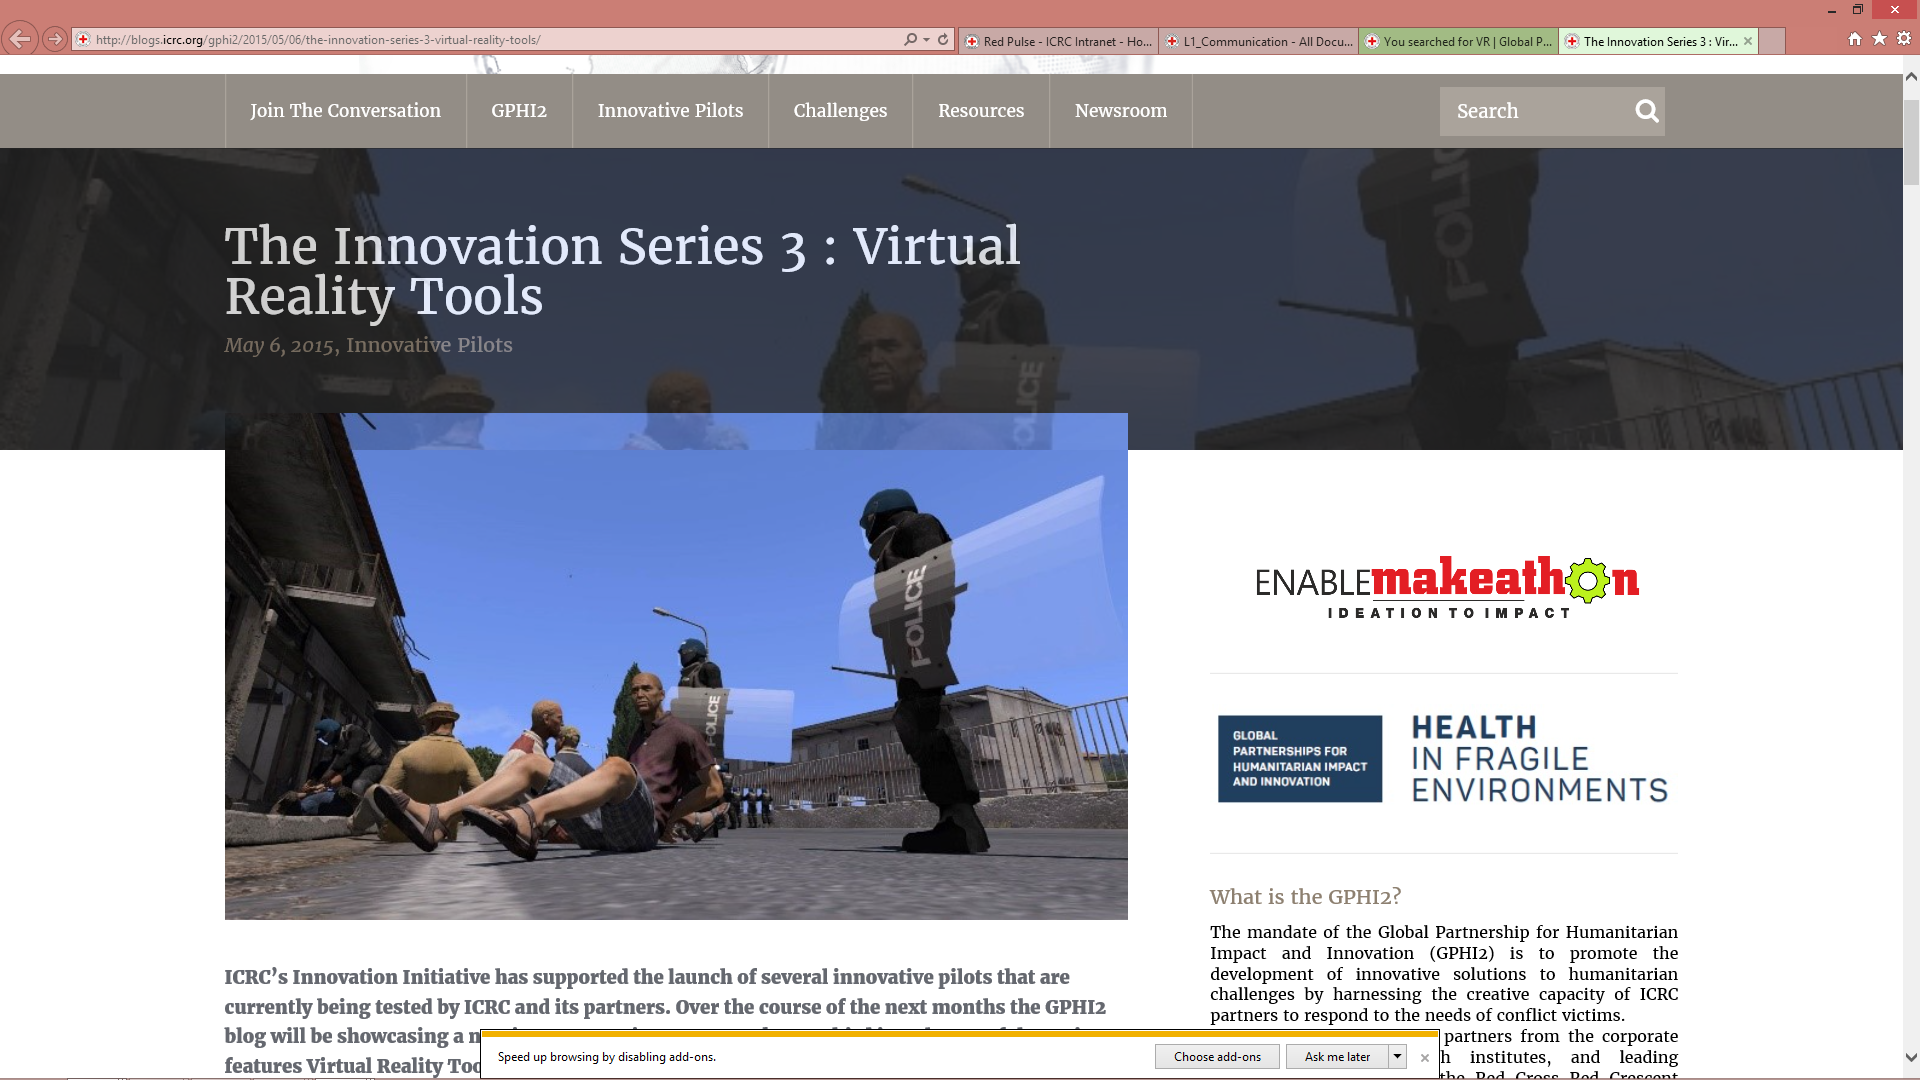 http://blogs.icrc.org/gphi2/2015/05/06/the-innovation-series-3-virtual-reality-tools/
Red Pulse - ICRC Intranet - Ho...
L1_Communication - All Docu...
You searched for VR | Global P...
The Innovation Series 3 : Vir...
Join The Conversation
GPHI2
Innovative Pilots
Challenges
Resources
Newsroom
Search
The Innovation Series 3 : Virtual
Reality Tools
May 6, 2015, Innovative Pilots
POLICE
POLICE
POLICE
POLICE
ICRC’s Innovation Initiative has supported the launch of several innovative pilots that are
currently being tested by ICRC and its partners. Over the course of the next months the GPHI2
blog will be showcasing a
features Virtual Reality
ENABLEmakeathon
IDEATION TO IMPACT
GLOBAL
PARTNERSHIPS FOR
HUMANITARIAN IMPACT
AND INNOVATION
HEALTH
IN FRAGILE
ENVIRONMENTS
What is the GPHI2?
The mandate of the Global Partnership for Humanitarian
Impact and Innovation (GPHI2) is to promote the
development of innovative solutions to humanitarian
challenges by harnessing the creative capacity of ICRC
partners to respond to the needs of conflict victims.
partners from the corporate
institutes, and leading
the Red Cross Red Crescent
Speed up browsing by disabling add-ons.
Choose add-ons
Ask me later